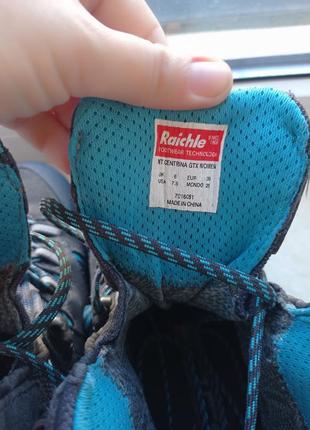 Raichle
FOOTWEAR TECHNOLOGY
MT CENTRINA GTX WOMEN
UK 6 EUR 39
USA 7.5 MONDO 25
MADE IN CHINA